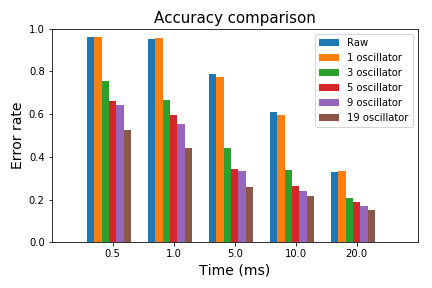 Accuracy comparison
Error rate
1.0
0.8
0.6
0.4
0.2
0.0
Raw
1 oscillator
3 oscillator
5 oscillator
9 oscillator
19 oscillator
0.5 1.0 5.0 10.0 20.0
Time (ms)